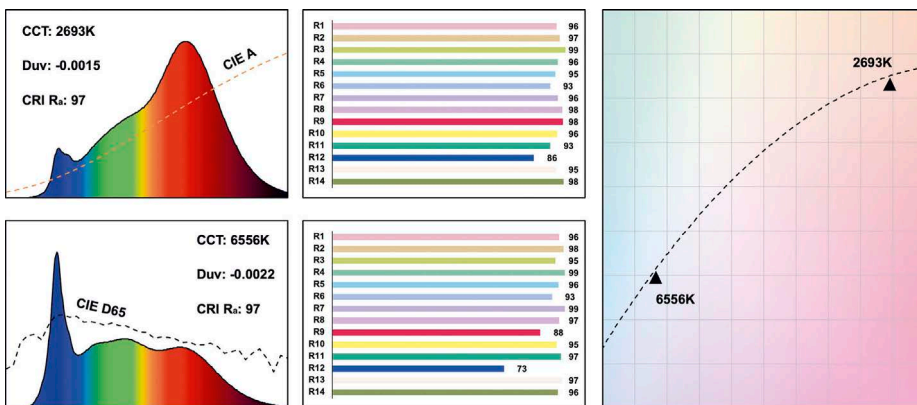 CCT: 2693K
Duv: -0.0015
CRI Ra: 97
CIE A
R1 96
R2 97
R3 99
R4 96
R5 95
R6 93
R7 96
R8 98
R9 98
R10 96
R11 93
R12 86
R13 95
R14 98
CCT: 6556K
Duv: -0.0022
CRI Ra: 97
CIE D65
R1 96
R2 98
R3 95
R4 99
R5 96
R6 93
R7 99
R8 97
R9 88
R10 95
R11 97
R12 73
R13 97
R14 96
2693K
6556K